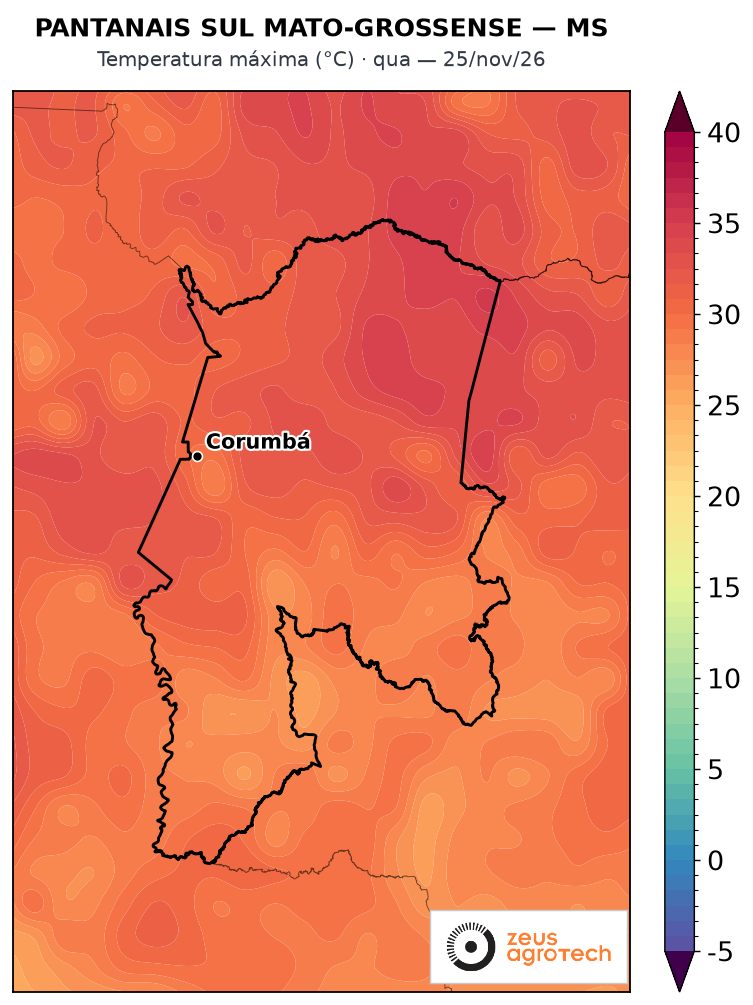 PANTANAIS SUL MATO-GROSSENSE — MS
Temperatura máxima (°C) · qua — 25/nov/26
Corumbá
40
35
30
25
20
15
10
5
0
-5
zeus
agrotech